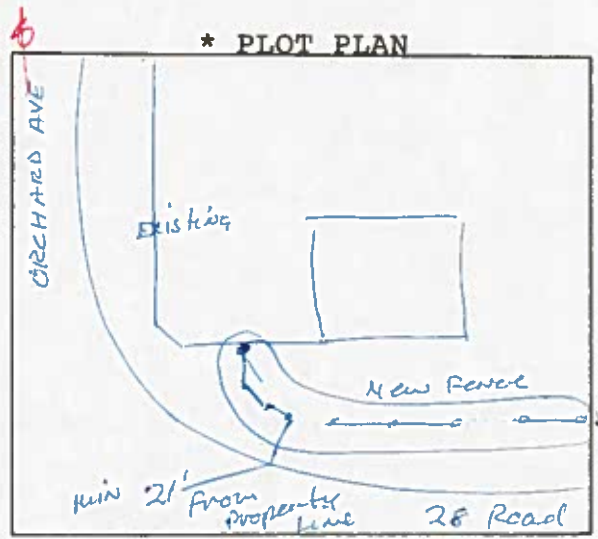 * PLOT PLAN
ORCHARD AVE
Existing
New Fence
Min 21' From
Property
Line
28 Road